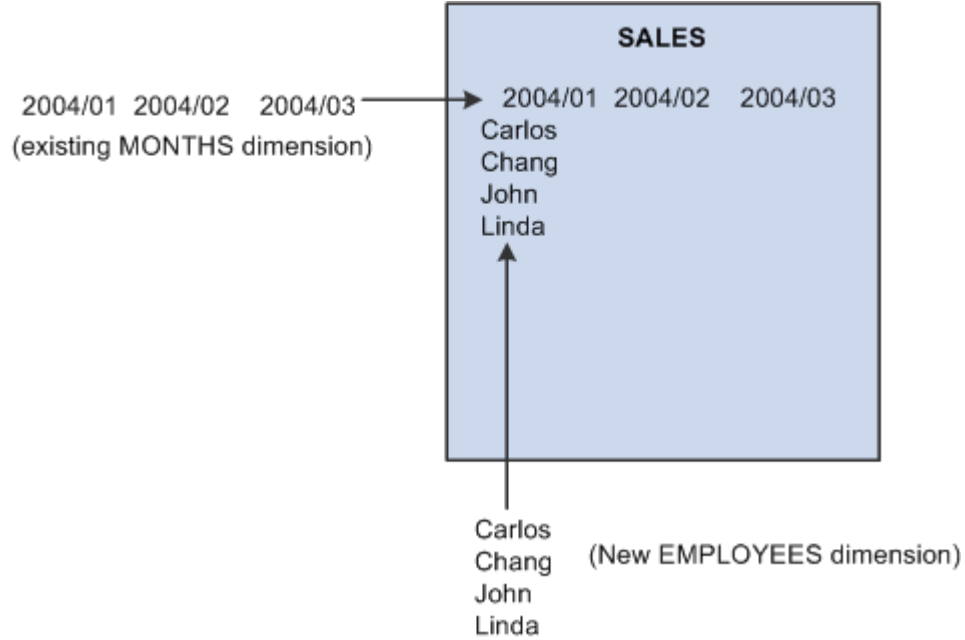 SALES
2004/01 2004/02 2004/03
2004/01 2004/02 2004/03
(existing MONTHS dimension)
Carlos
Chang
John
Linda
Carlos
Chang
John
Linda
(New EMPLOYEES dimension)